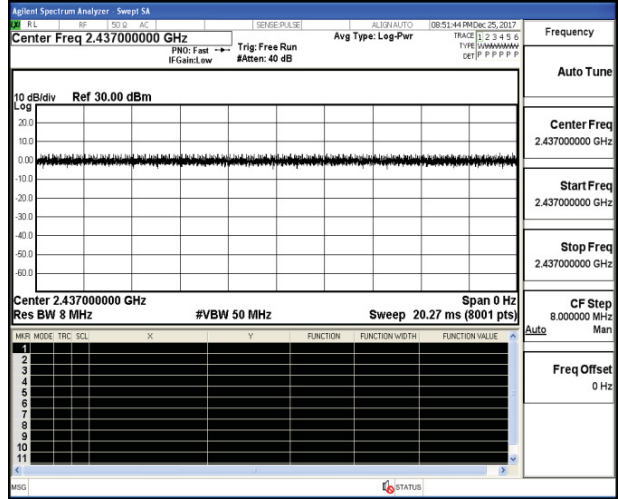 Agilent Spectrum Analyzer - Swept SA
RL RF 50 Ω AC SENSE:PULSE ALIGN AUTO 08:51:44 PM Dec 25, 2017
Center Freq 2.437000000 GHz
PNO: Fast
IFGain:Low
Trig: Free Run
#Atten: 40 dB
Avg Type: Log-Pwr
TRACE 1 2 3 4 5 6
TYPE
DET P P P P P P
Frequency
Auto Tune
10 dB/div Ref 30.00 dBm
Log
20.0
10.0
0.00
-10.0
-20.0
-30.0
-40.0
-50.0
-60.0
Center Freq
2.437000000 GHz
Start Freq
2.437000000 GHz
Stop Freq
2.437000000 GHz
CF Step
8.000000 MHz
Auto Man
Freq Offset
0 Hz
Center 2.437000000 GHz Span 0 Hz
Res BW 8 MHz #VBW 50 MHz Sweep 20.27 ms (8001 pts)
MKR MODE TRC SCL X Y FUNCTION FUNCTION WIDTH FUNCTION VALUE
1
2
3
4
5
6
7
8
9
10
11
MSG STATUS